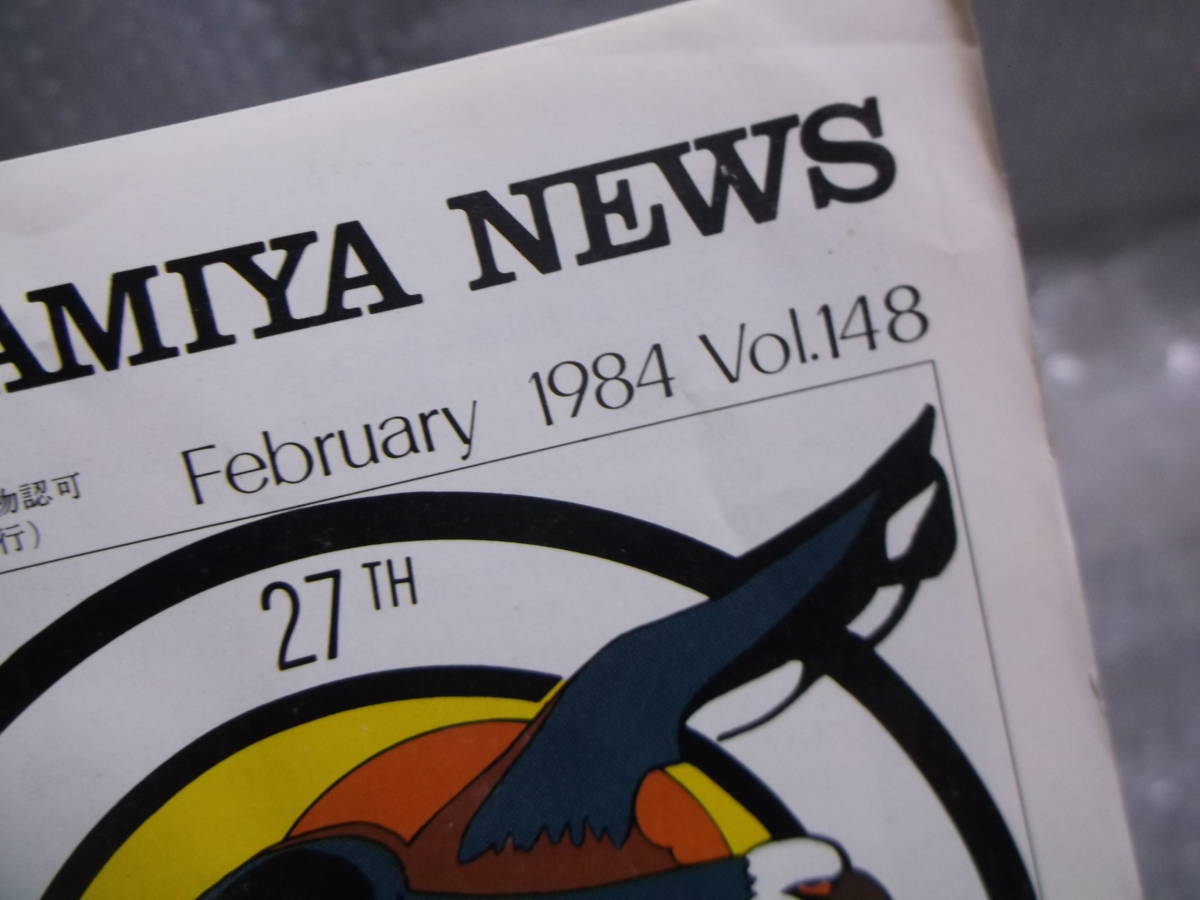 AMIYA NEWS
February 1984 Vol.148
物認可
行）
27TH